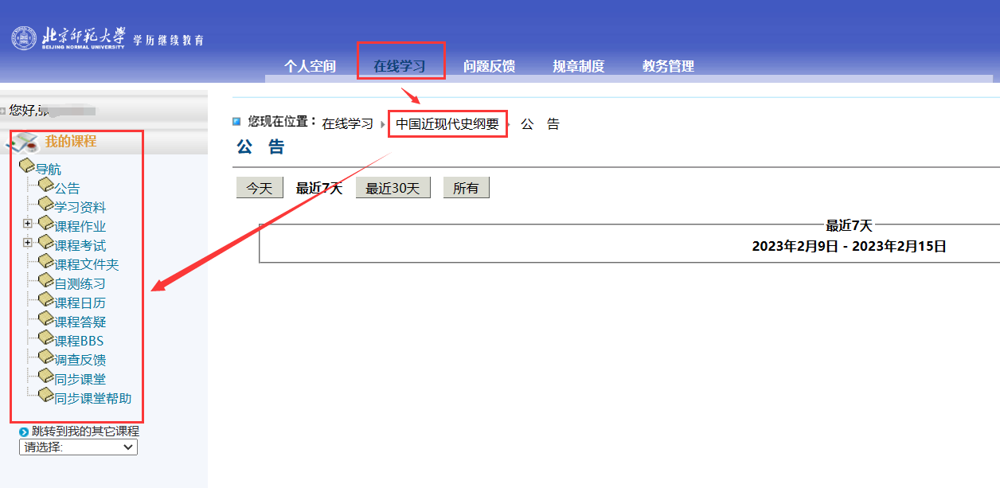 北京师范大学 学历继续教育
BEIJING NORMAL UNIVERSITY
个人空间 在线学习 问题反馈 规章制度 教务管理
您好,张
我的课程
导航
公告
学习资料
课程作业
课程考试
课程文件夹
自测练习
课程日历
课程答疑
课程BBS
调查反馈
同步课堂
同步课堂帮助
跳转到我的其它课程
请选择:
您现在位置： 在线学习 中国近现代史纲要 公 告
公 告
今天 最近7天 最近30天 所有
最近7天
2023年2月9日 - 2023年2月15日